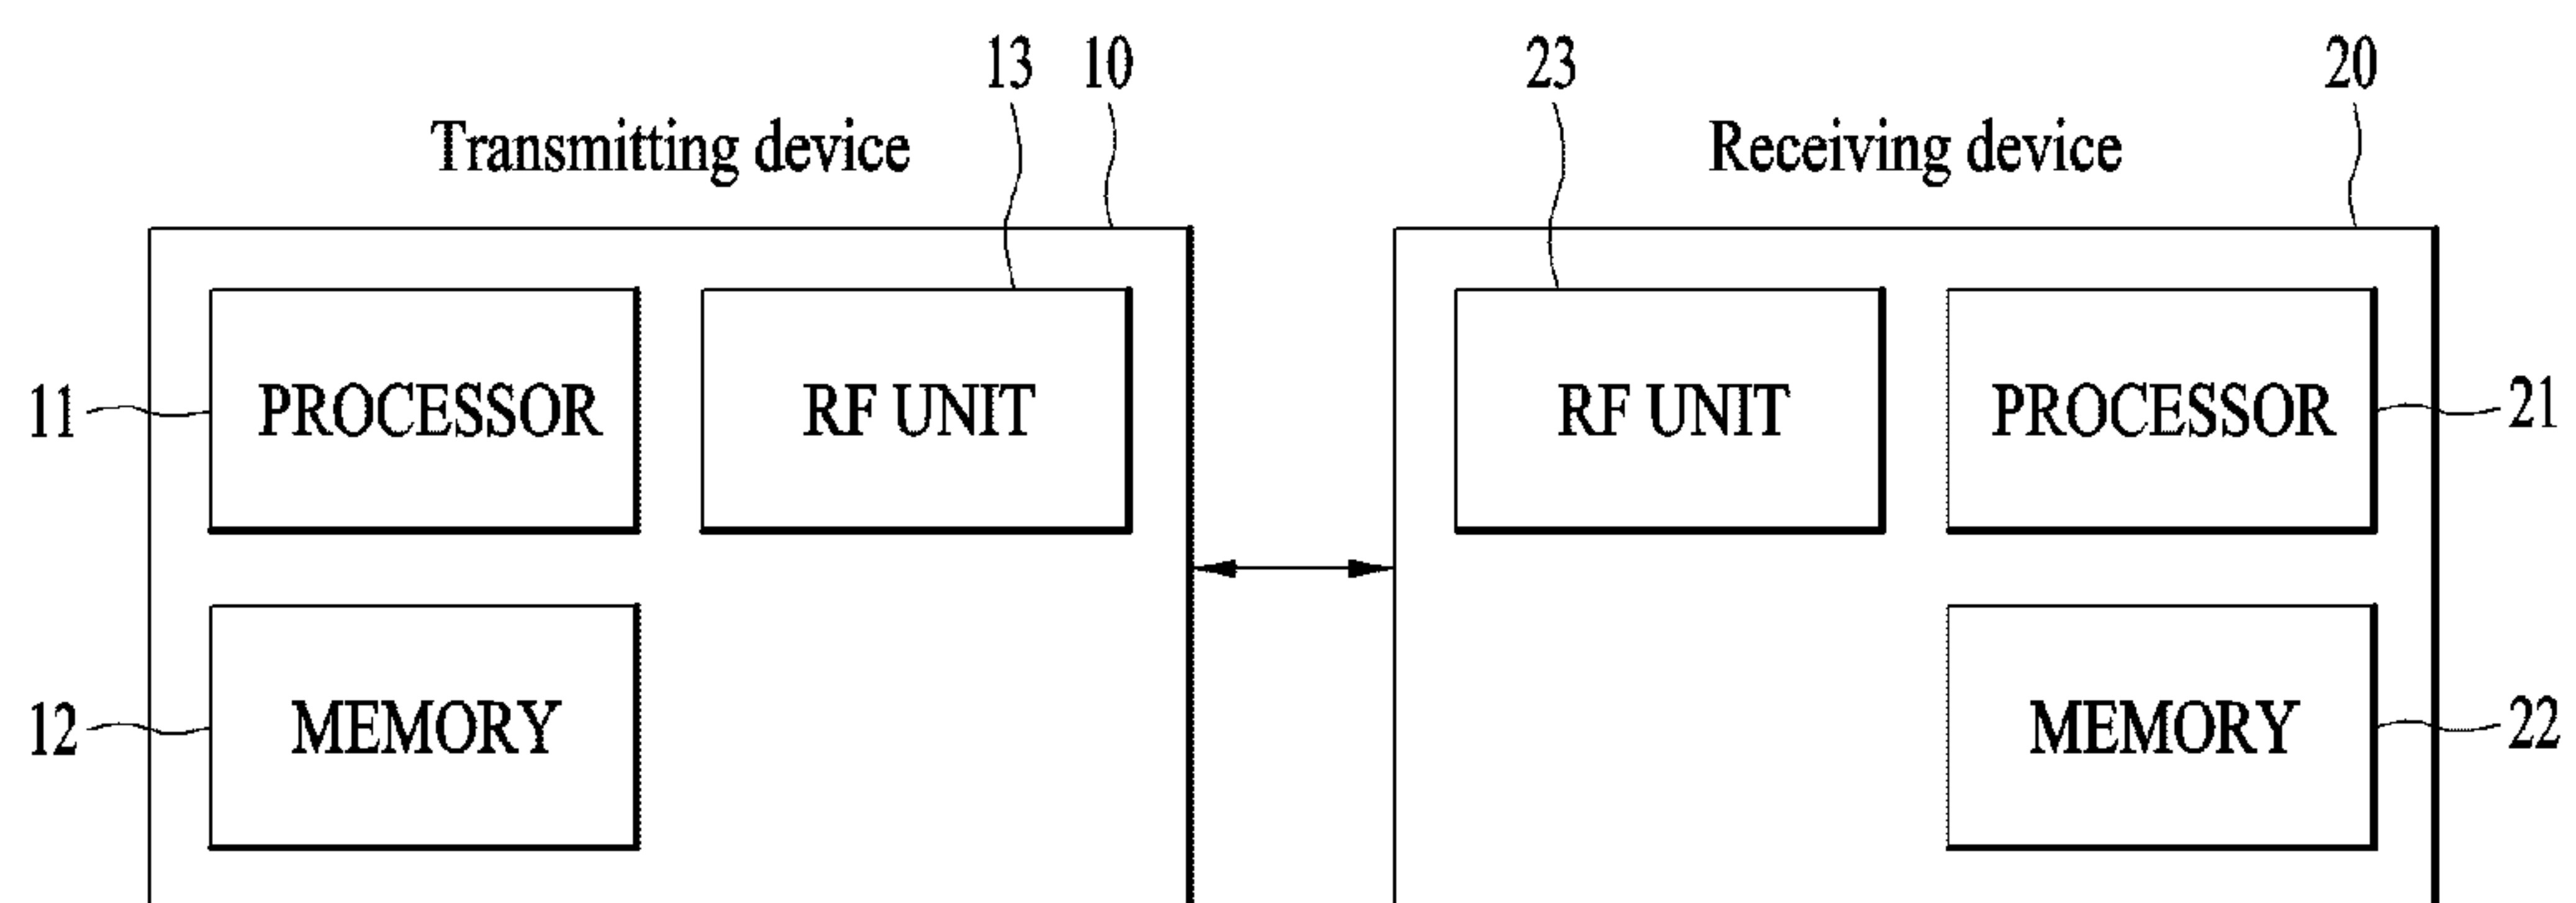 13 10 23 20
Transmitting device Receiving device
11 PROCESSOR RF UNIT RF UNIT PROCESSOR 21
12 MEMORY MEMORY 22